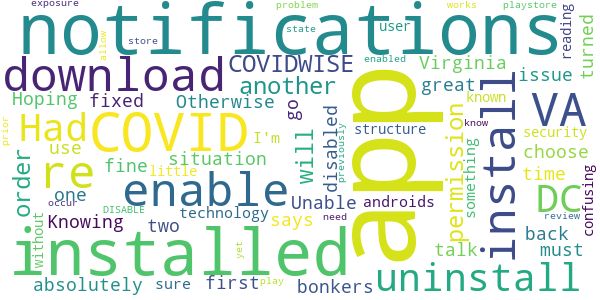 exposure problem works playstore
notifications
allow store state user enabled turned reading
download COVIDWISE Virginia issue
another great known
Hoping fixed Otherwise go
Had COVID I'm disabled structure permission install VA
prior re use situation will previously know security
order fine little Unable androids something choose
one enable technology app DC time confusing
occur DISABLE need review
Knowing two says back must
without installed yet talk
absolutely sure first play bonkers uninstall